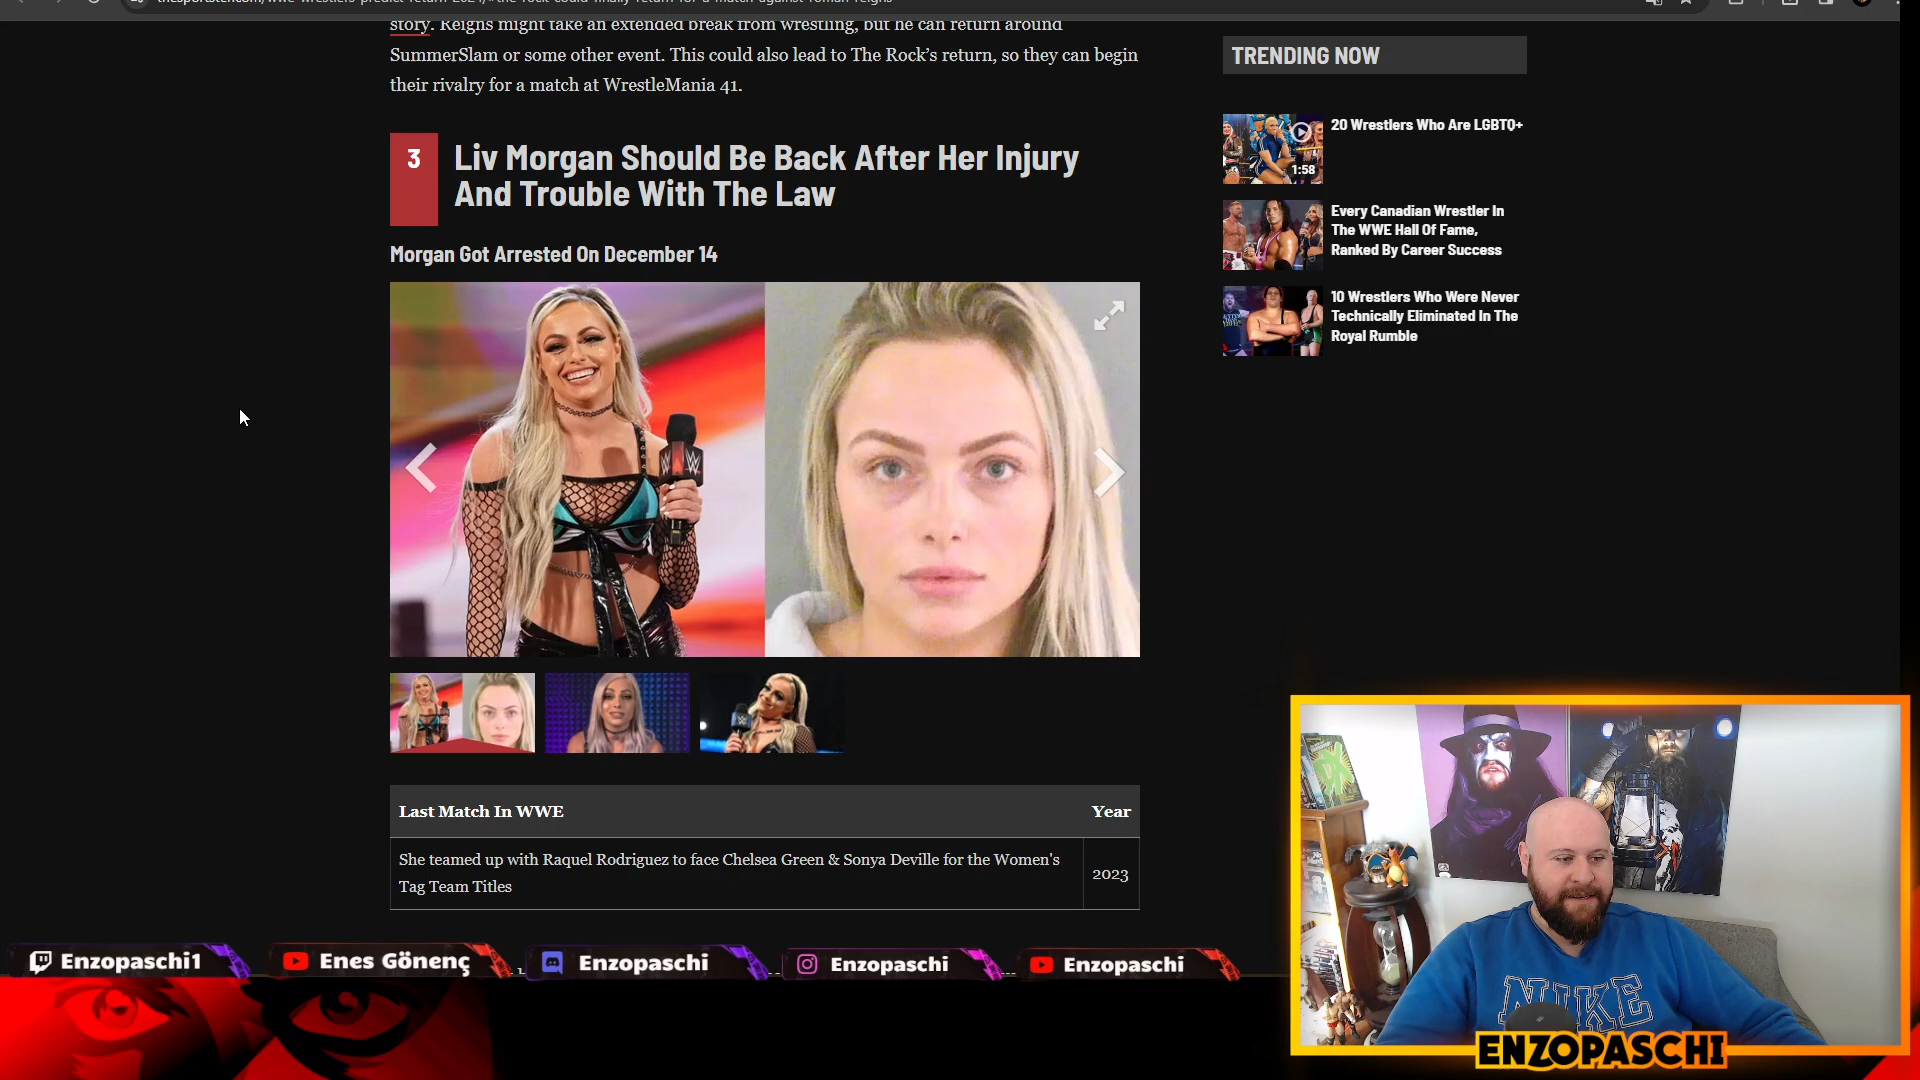 story. Reigns might take an extended break from wrestling, but he can return around
SummerSlam or some other event. This could also lead to The Rock's return, so they can begin
their rivalry for a match at WrestleMania 41.
3
Liv Morgan Should Be Back After Her Injury
And Trouble With The Law
Morgan Got Arrested On December 14
Last Match In WWE
Year
She teamed up with Raquel Rodriguez to face Chelsea Green & Sonya Deville for the Women's
Tag Team Titles
2023
TRENDING NOW
1:58
20 Wrestlers Who Are LGBTQ+
Every Canadian Wrestler In
The WWE Hall Of Fame,
Ranked By Career Success
10 Wrestlers Who Were Never
Technically Eliminated In The
Royal Rumble
Enzopaschi1
Enes Gönenç
Enzopaschi
Enzopaschi
Enzopaschi
NIKE
ENZOPASCHI